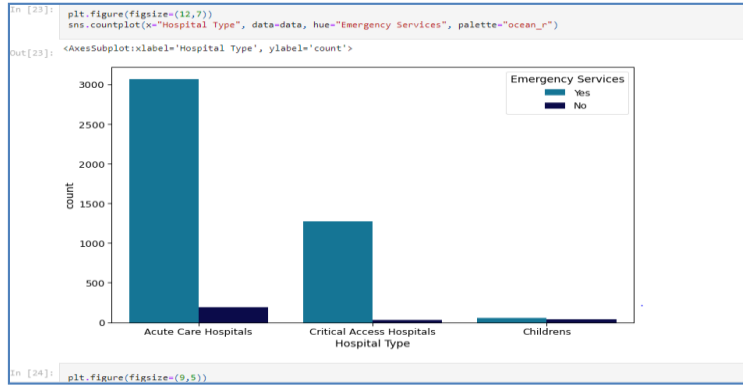 In [23]:
plt.figure(figsize=(12,7))
sns.countplot(x="Hospital Type", data=data, hue="Emergency Services", palette="ocean_r")
Out[23]:
<AxesSubplot:xlabel='Hospital Type', ylabel='count'>
Emergency Services
Yes
No
3000
2500
2000
1500
1000
500
0
count
Acute Care Hospitals
Critical Access Hospitals
Childrens
Hospital Type
In [24]:
plt.figure(figsize=(9,5))